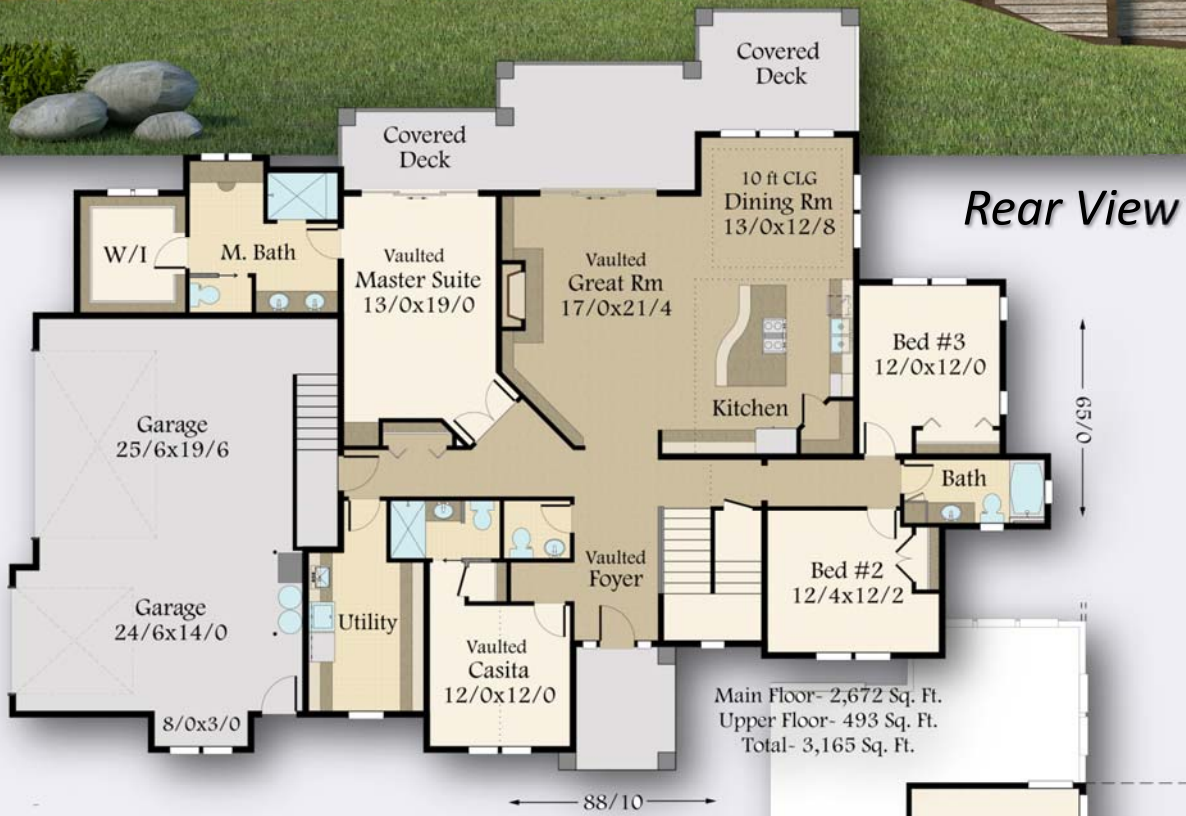 Covered
Deck
Covered
Deck
10 ft CLG
Dining Rm
13/0x12/8
Rear View
W/I
M. Bath
Vaulted
Master Suite
13/0x19/0
Vaulted
Great Rm
17/0x21/4
Bed #3
12/0x12/0
Kitchen
65/0
Garage
25/6x19/6
Bath
Vaulted
Foyer
Bed #2
12/4x12/2
Garage
24/6x14/0
Utility
Vaulted
Casita
12/0x12/0
8/0x3/0
Main Floor- 2,672 Sq. Ft.
Upper Floor- 493 Sq. Ft.
Total- 3,165 Sq. Ft.
88/10